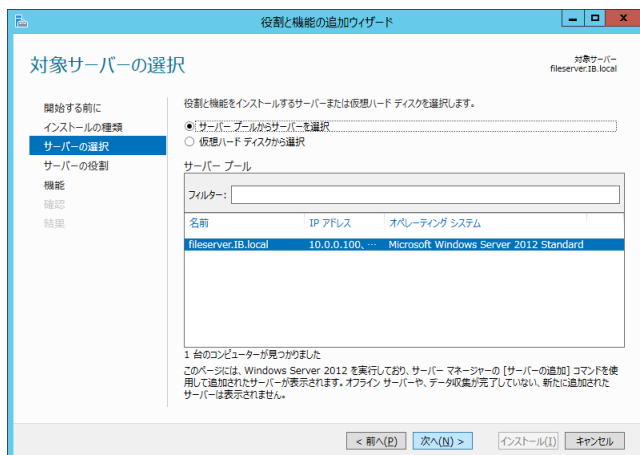 役割と機能の追加ウィザード
対象サーバーの選択
対象サーバー
fileserver.IB.local
開始する前に
インストールの種類
サーバーの選択
サーバーの役割
機能
確認
結果
役割と機能をインストールするサーバーまたは仮想ハード ディスクを選択します。
サーバー プールからサーバーを選択
仮想ハード ディスクから選択
サーバー プール
フィルター:
名前 IP アドレス オペレーティング システム
fileserver.IB.local 10.0.0.100、... Microsoft Windows Server 2012 Standard
1 台のコンピューターが見つかりました
このページには、Windows Server 2012 を実行しており、サーバー マネージャーの [サーバーの追加] コマンドを使
用して追加されたサーバーが表示されます。オフライン サーバーや、データ収集が完了していない、新たに追加された
サーバーは表示されません。
< 前へ(P) 次へ(N) > インストール(I) キャンセル